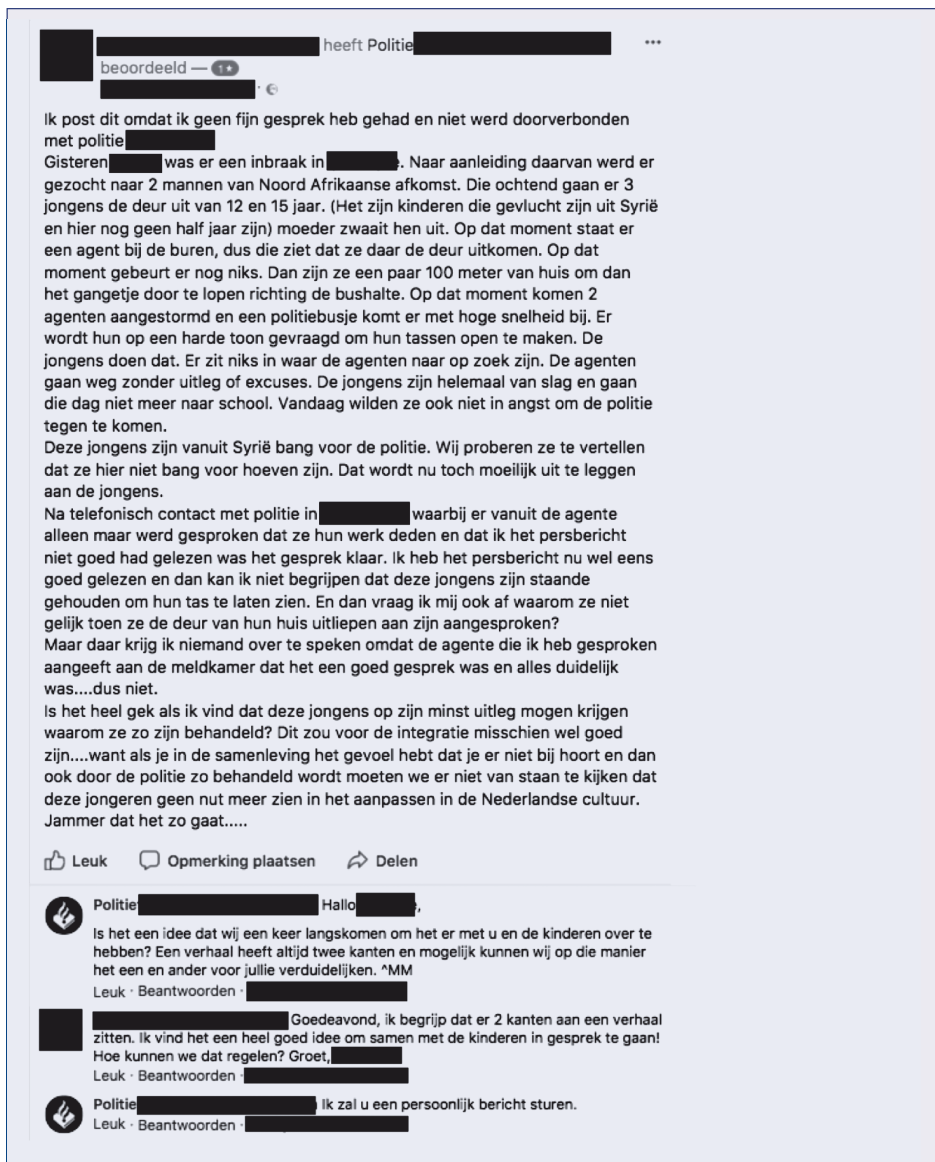 heeft Politie
beoordeeld — 1★
Ik post dit omdat ik geen fijn gesprek heb gehad en niet werd doorverbonden
met politie
Gisteren was er een inbraak in . Naar aanleiding daarvan werd er
gezocht naar 2 mannen van Noord Afrikaanse afkomst. Die ochtend gaan er 3
jongens de deur uit van 12 en 15 jaar. (Het zijn kinderen die gevlucht zijn uit Syrië
en hier nog geen half jaar zijn) moeder zwaait hen uit. Op dat moment staat er
een agent bij de buren, dus die ziet dat ze daar de deur uitkomen. Op dat
moment gebeurt er nog niks. Dan zijn ze een paar 100 meter van huis om dan
het gangetje door te lopen richting de bushalte. Op dat moment komen 2
agenten aangestormd en een politiebusje komt er met hoge snelheid bij. Er
wordt hun op een harde toon gevraagd om hun tassen open te maken. De
jongens doen dat. Er zit niks in waar de agenten naar op zoek zijn. De agenten
gaan weg zonder uitleg of excuses. De jongens zijn helemaal van slag en gaan
die dag niet meer naar school. Vandaag wilden ze ook niet in angst om de politie
tegen te komen.
Deze jongens zijn vanuit Syrië bang voor de politie. Wij proberen ze te vertellen
dat ze hier niet bang voor hoeven zijn. Dat wordt nu toch moeilijk uit te leggen
aan de jongens.
Na telefonisch contact met politie in waarbij er vanuit de agente
alleen maar werd gesproken dat ze hun werk deden en dat ik het persbericht
niet goed had gelezen was het gesprek klaar. Ik heb het persbericht nu wel eens
goed gelezen en dan kan ik niet begrijpen dat deze jongens zijn staande
gehouden om hun tas te laten zien. En dan vraag ik mij ook af waarom ze niet
gelijk toen ze de deur van hun huis uitliepen aan zijn aangesproken?
Maar daar krijg ik niemand over te speken omdat de agente die ik heb gesproken
aangeeft aan de meldkamer dat het een goed gesprek was en alles duidelijk
was....dus niet.
Is het heel gek als ik vind dat deze jongens op zijn minst uitleg mogen krijgen
waarom ze zo zijn behandeld? Dit zou voor de integratie misschien wel goed
zijn....want als je in de samenleving het gevoel hebt dat je er niet bij hoort en dan
ook door de politie zo behandeld wordt moeten we er niet van staan te kijken dat
deze jongeren geen nut meer zien in het aanpassen in de Nederlandse cultuur.
Jammer dat het zo gaat.....
Leuk Opmerking plaatsen Delen
Politie Hallo ,
Is het een idee dat wij een keer langskomen om het er met u en de kinderen over te
hebben? Een verhaal heeft altijd twee kanten en mogelijk kunnen wij op die manier
het een en ander voor jullie verduidelijken. ^MM
Leuk · Beantwoorden ·
Goedeavond, ik begrijp dat er 2 kanten aan een verhaal
zitten. Ik vind het een heel goed idee om samen met de kinderen in gesprek te gaan!
Hoe kunnen we dat regelen? Groet,
Leuk · Beantwoorden ·
Politie Ik zal u een persoonlijk bericht sturen.
Leuk · Beantwoorden ·